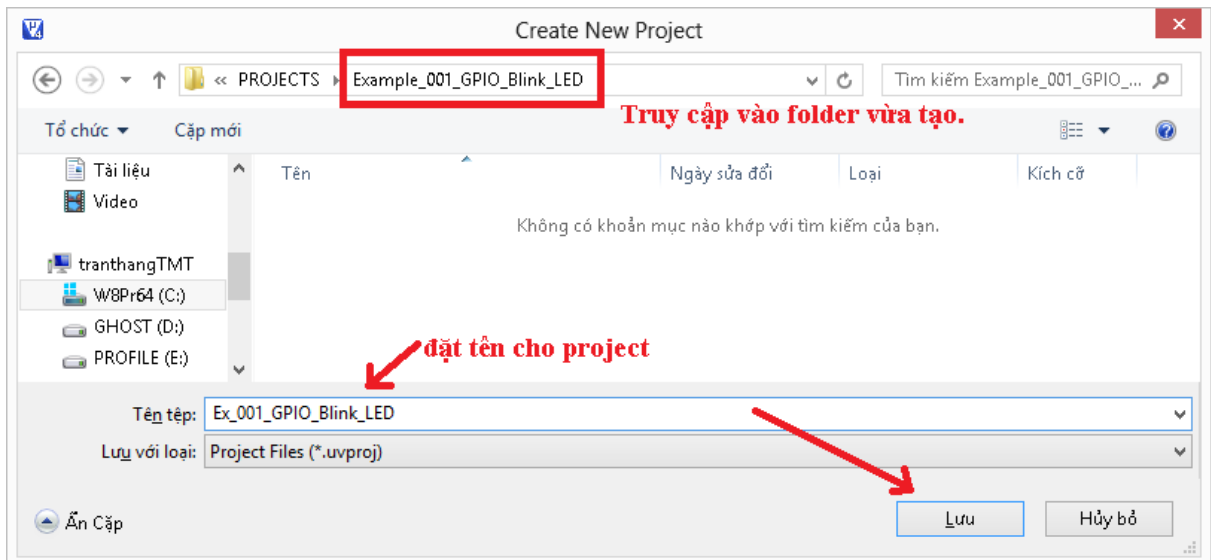 Create New Project
« PROJECTS Example_001_GPIO_Blink_LED Tìm kiếm Example_001_GPIO_...
Truy cập vào folder vừa tạo.
Tổ chức Cặp mới
Tài liệu
Video
tranthangTMT
W8Pr64 (C:)
GHOST (D:)
PROFILE (E:)
Tên Ngày sửa đổi Loại Kích cỡ
Không có khoản mục nào khớp với tìm kiếm của bạn.
đặt tên cho project
Tên tệp: Ex_001_GPIO_Blink_LED
Lưu với loại: Project Files (*.uvproj)
Ẩn Cặp Lưu Hủy bỏ